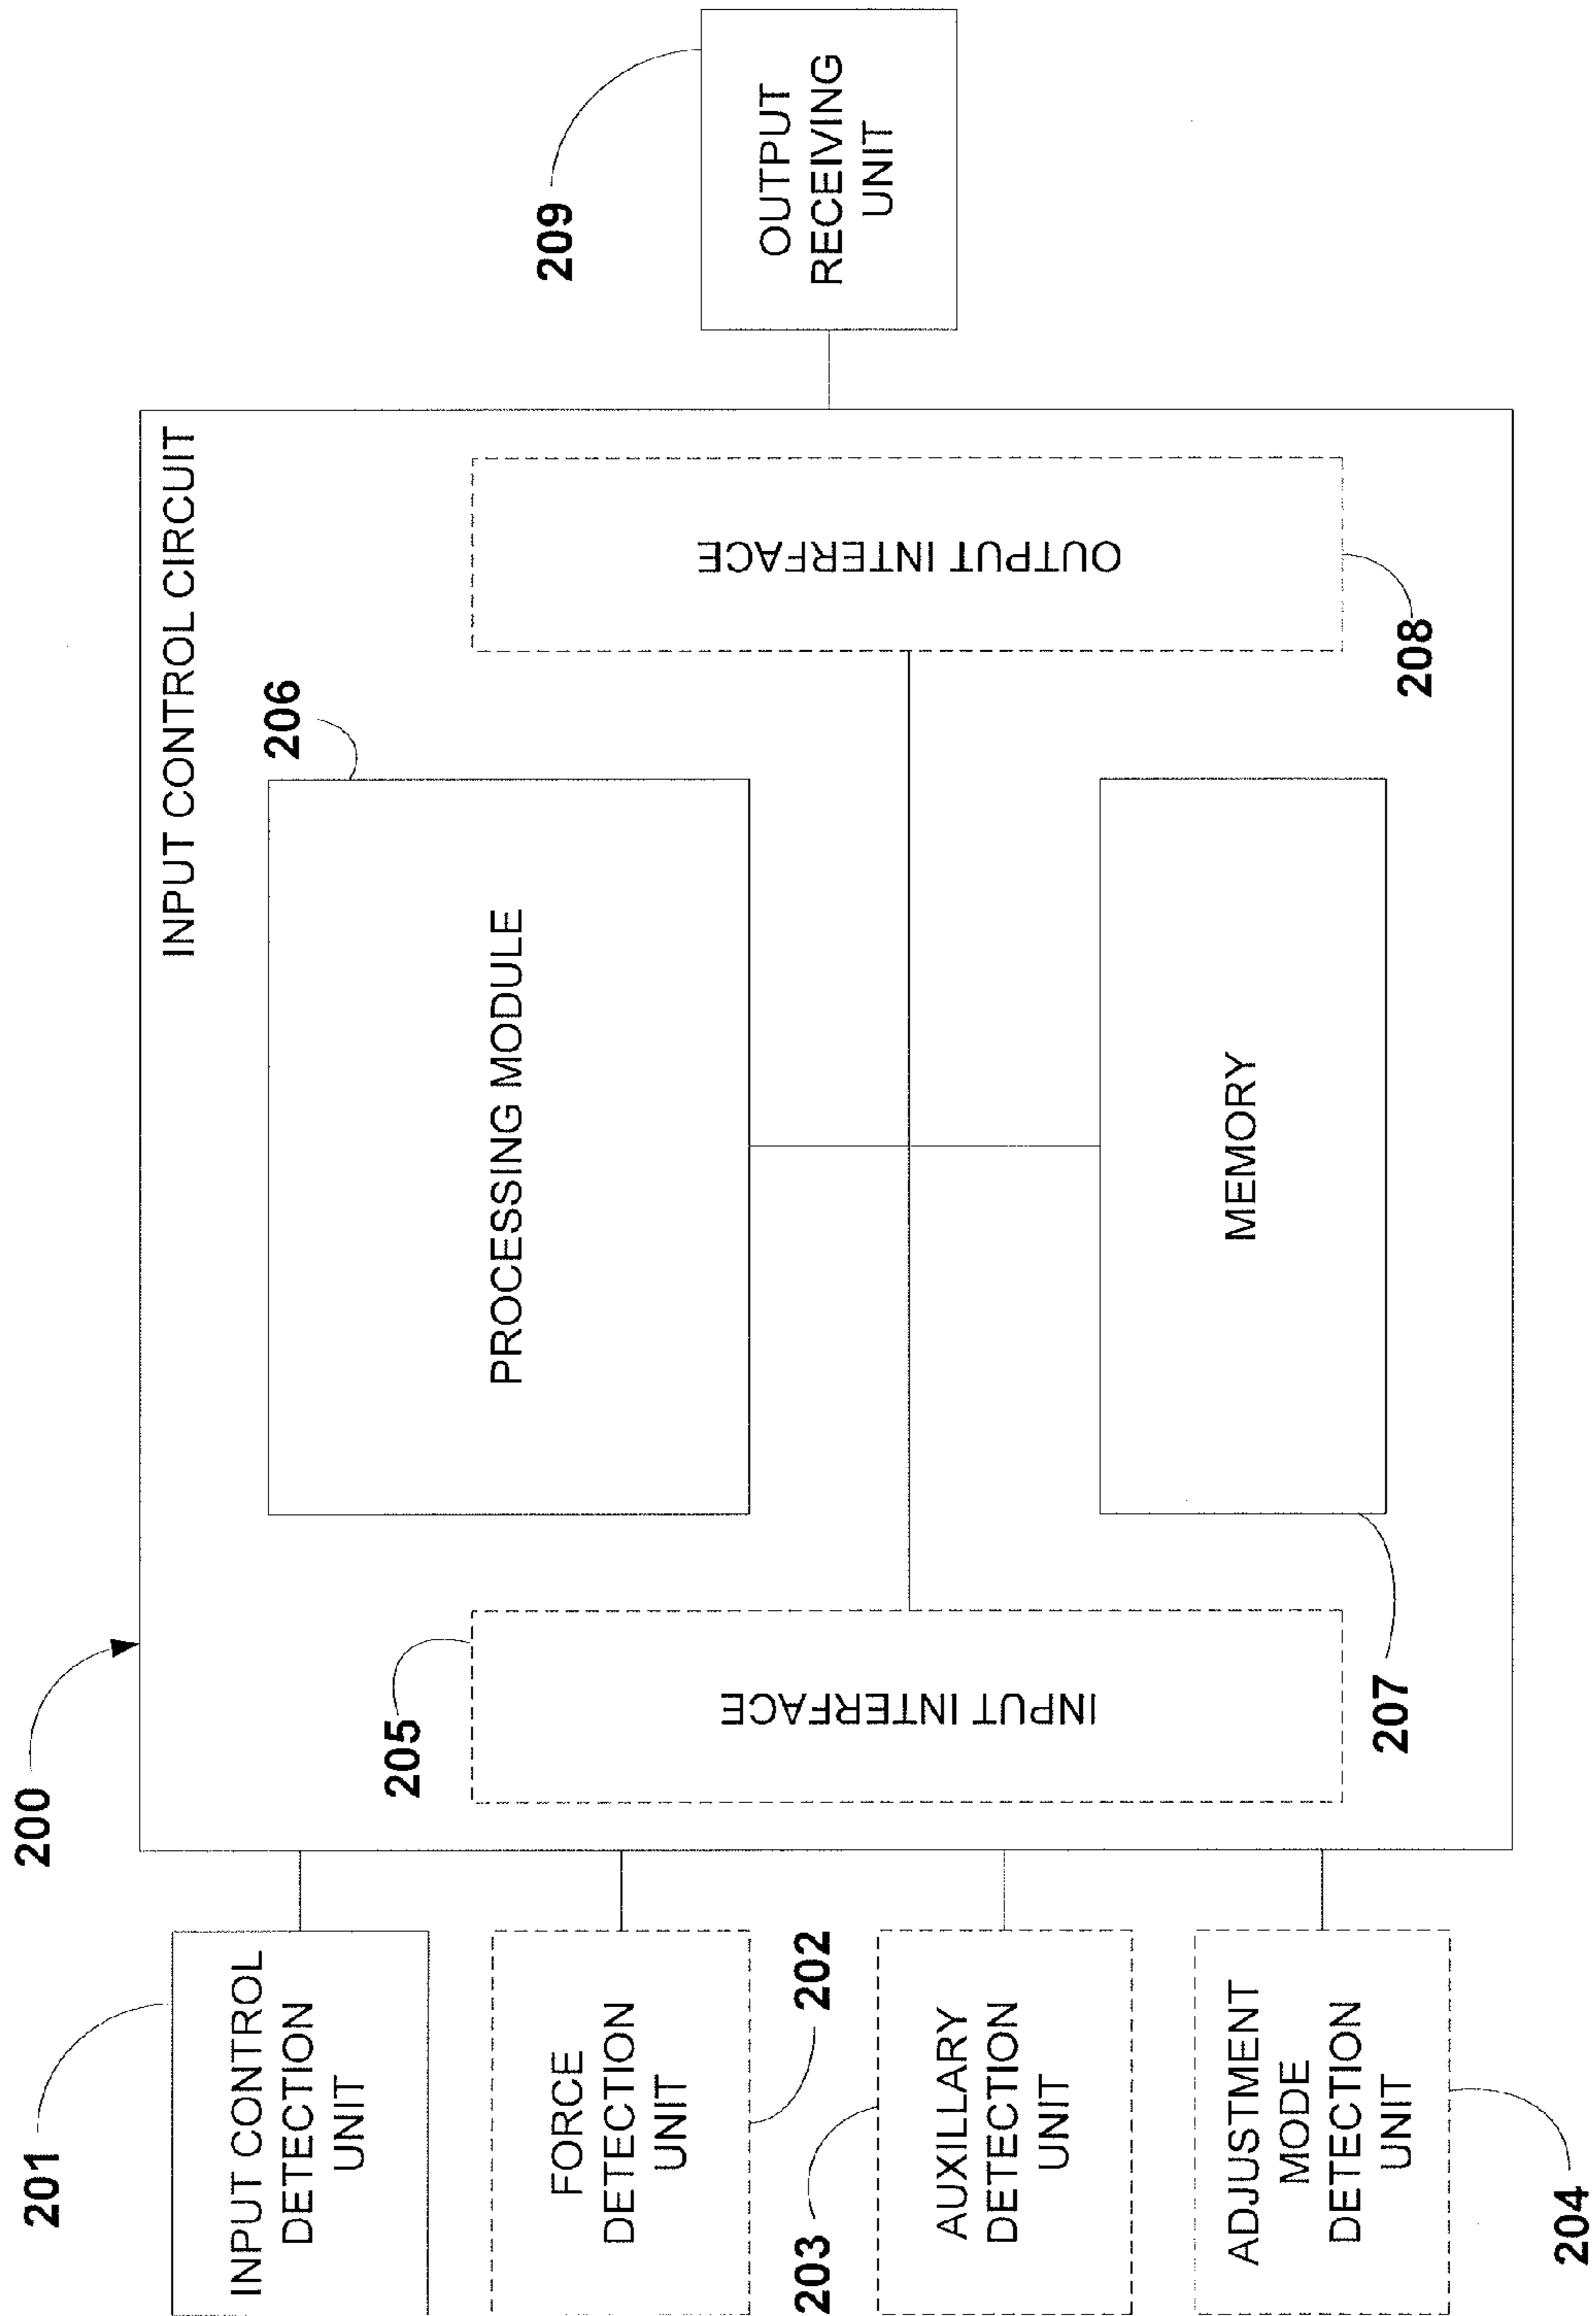 200
INPUT CONTROL CIRCUIT
201
INPUT CONTROL
DETECTION
UNIT
202
FORCE
DETECTION
UNIT
203
AUXILLARY
DETECTION
UNIT
204
ADJUSTMENT
MODE
DETECTION
UNIT
205
INPUT INTERFACE
206
PROCESSING MODULE
207
MEMORY
208
OUTPUT INTERFACE
209
OUTPUT
RECEIVING
UNIT